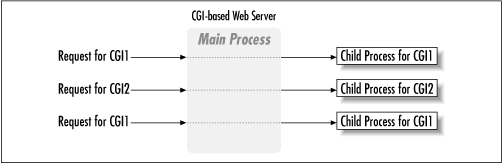 CGI-based Web Server
Main Process
Request for CGI1
Child Process for CGI1
Request for CGI2
Child Process for CGI2
Request for CGI1
Child Process for CGI1